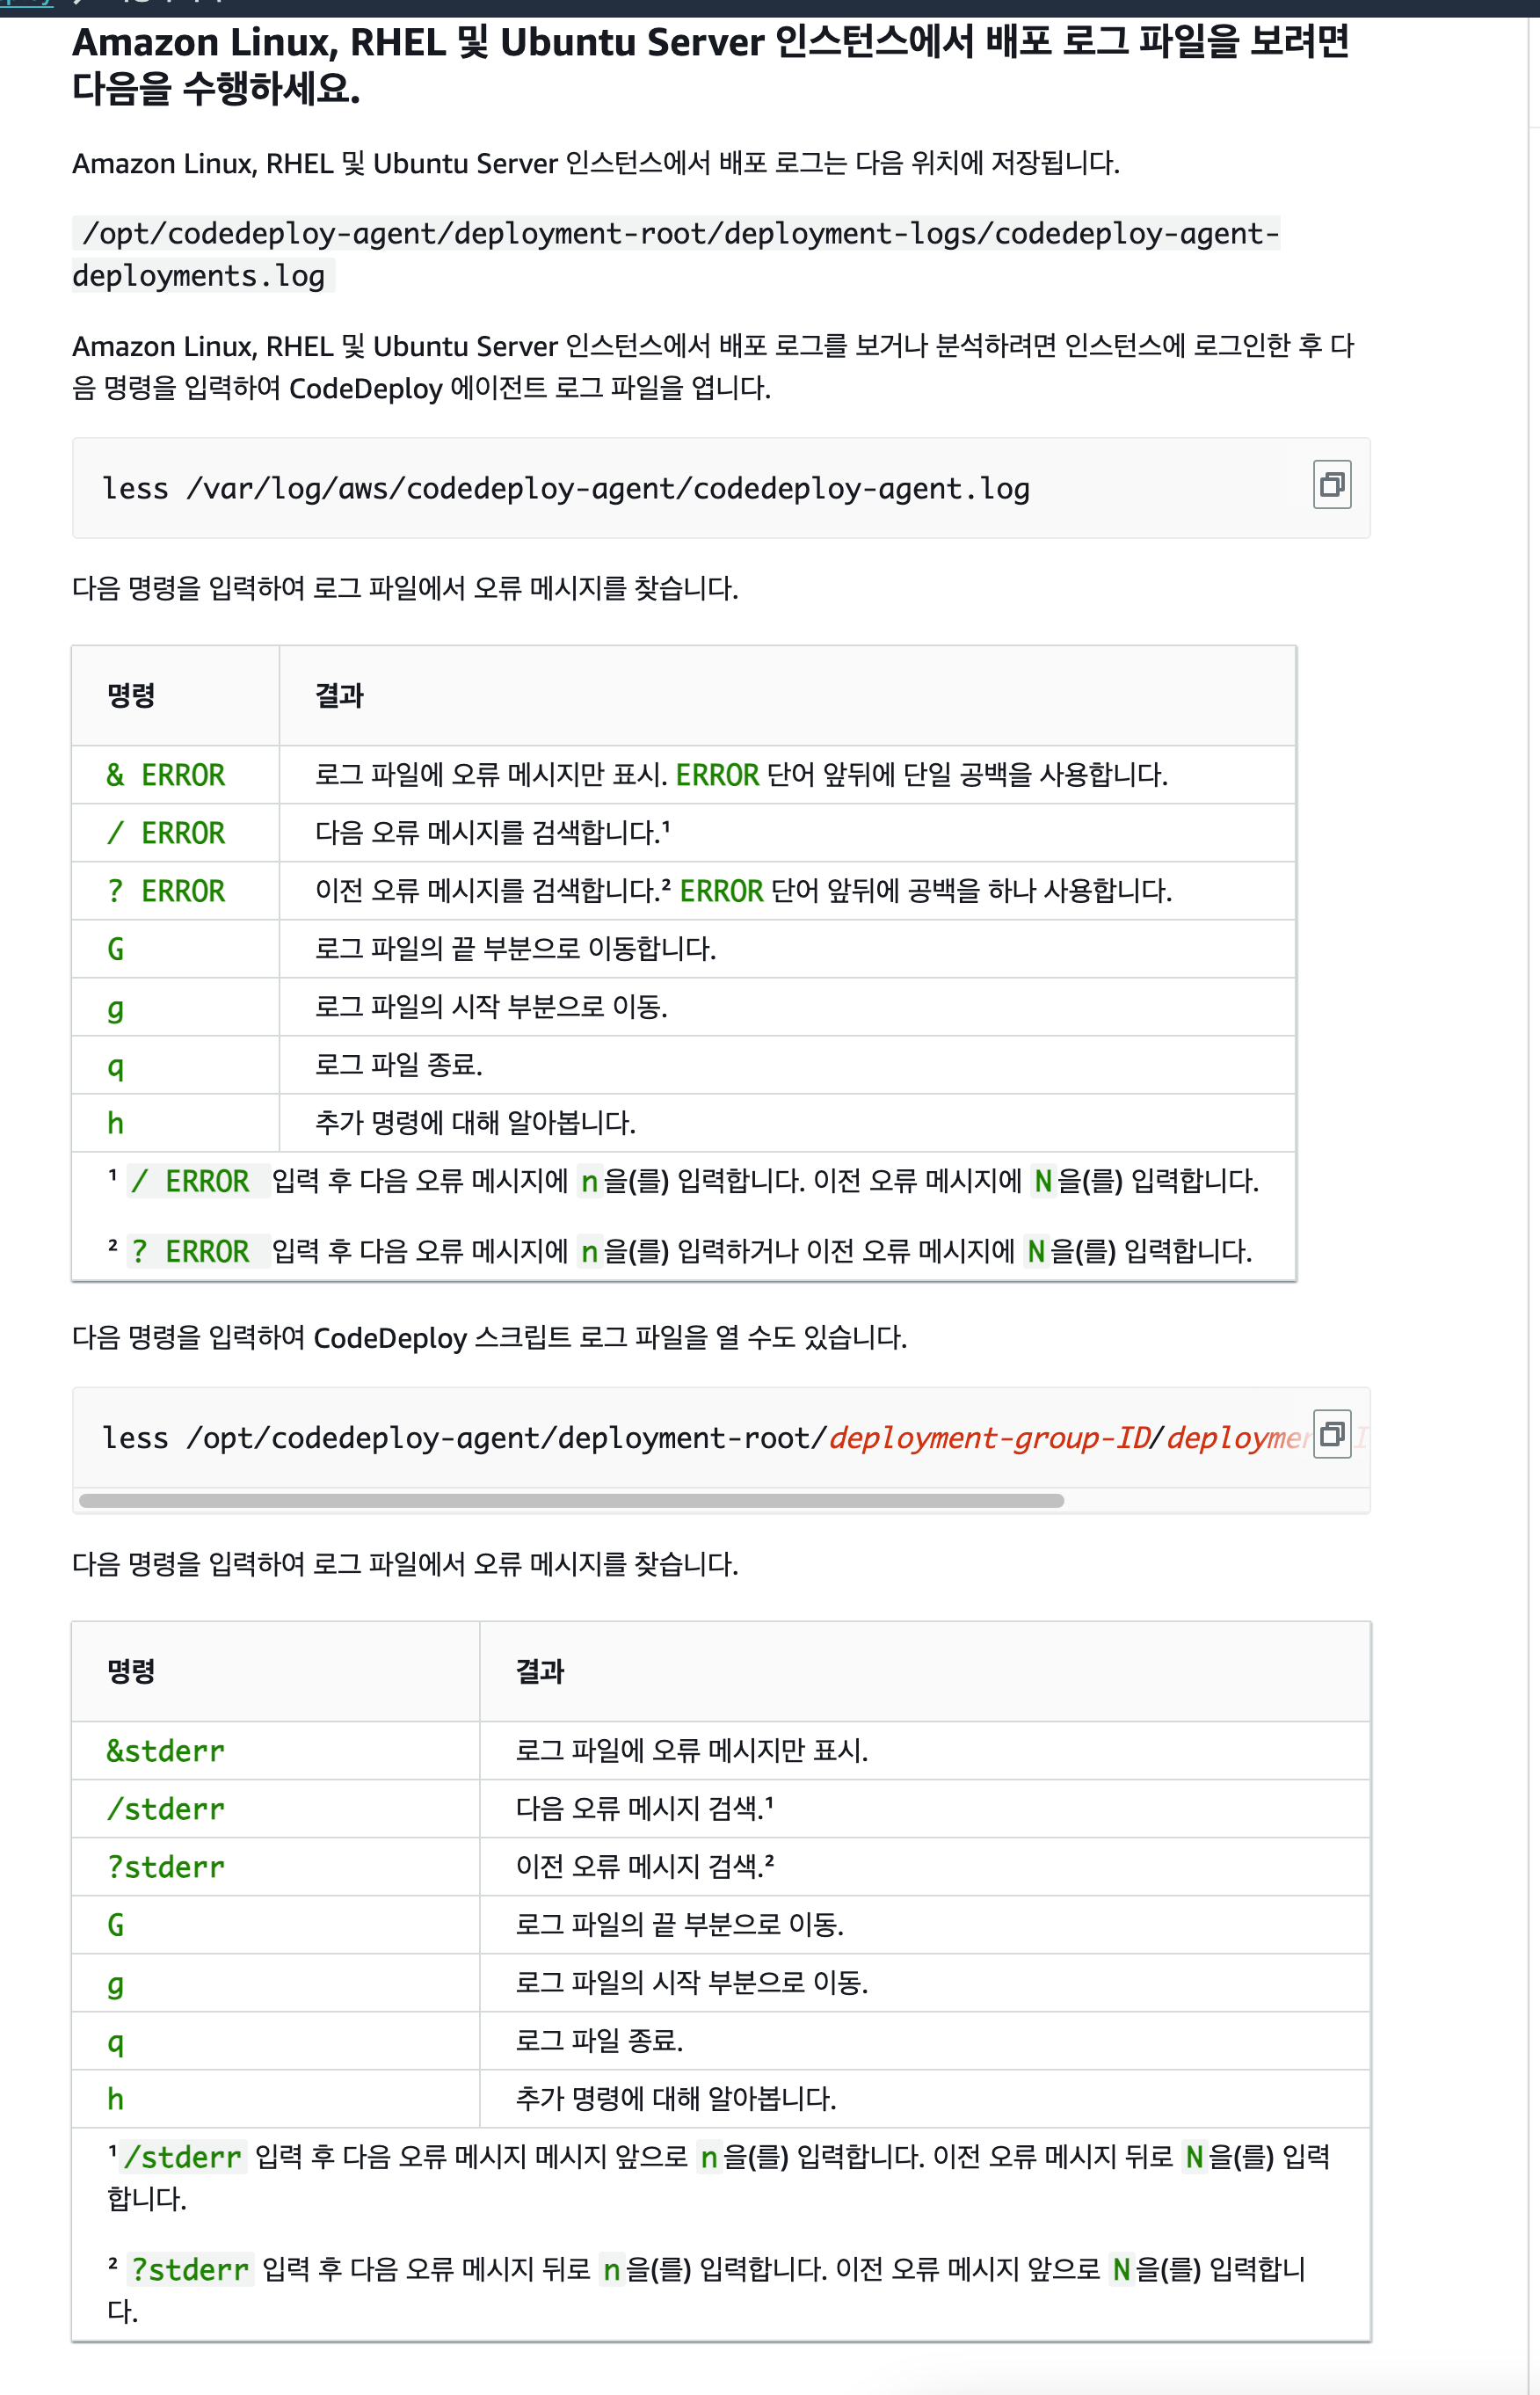 Amazon Linux, RHEL 및 Ubuntu Server 인스턴스에서 배포 로그 파일을 보려면
다음을 수행하세요.
Amazon Linux, RHEL 및 Ubuntu Server 인스턴스에서 배포 로그는 다음 위치에 저장됩니다.
/opt/codedeploy-agent/deployment-root/deployment-logs/codedeploy-agent-
deployments.log
Amazon Linux, RHEL 및 Ubuntu Server 인스턴스에서 배포 로그를 보거나 분석하려면 인스턴스에 로그인한 후 다
음 명령을 입력하여 CodeDeploy 에이전트 로그 파일을 엽니다.
less /var/log/aws/codedeploy-agent/codedeploy-agent.log
다음 명령을 입력하여 로그 파일에서 오류 메시지를 찾습니다.
명령 결과
& ERROR 로그 파일에 오류 메시지만 표시. ERROR 단어 앞뒤에 단일 공백을 사용합니다.
/ ERROR 다음 오류 메시지를 검색합니다.¹
? ERROR 이전 오류 메시지를 검색합니다.² ERROR 단어 앞뒤에 공백을 하나 사용합니다.
G 로그 파일의 끝 부분으로 이동합니다.
g 로그 파일의 시작 부분으로 이동.
q 로그 파일 종료.
h 추가 명령에 대해 알아봅니다.
¹ / ERROR 입력 후 다음 오류 메시지에 n을(를) 입력합니다. 이전 오류 메시지에 N을(를) 입력합니다.
² ? ERROR 입력 후 다음 오류 메시지에 n을(를) 입력하거나 이전 오류 메시지에 N을(를) 입력합니다.
다음 명령을 입력하여 CodeDeploy 스크립트 로그 파일을 열 수도 있습니다.
less /opt/codedeploy-agent/deployment-root/deployment-group-ID/deploymen
다음 명령을 입력하여 로그 파일에서 오류 메시지를 찾습니다.
명령 결과
&stderr 로그 파일에 오류 메시지만 표시.
/stderr 다음 오류 메시지 검색.¹
?stderr 이전 오류 메시지 검색.²
G 로그 파일의 끝 부분으로 이동.
g 로그 파일의 시작 부분으로 이동.
q 로그 파일 종료.
h 추가 명령에 대해 알아봅니다.
¹/stderr 입력 후 다음 오류 메시지 메시지 앞으로 n을(를) 입력합니다. 이전 오류 메시지 뒤로 N을(를) 입력
합니다.
² ?stderr 입력 후 다음 오류 메시지 뒤로 n을(를) 입력합니다. 이전 오류 메시지 앞으로 N을(를) 입력합니
다.